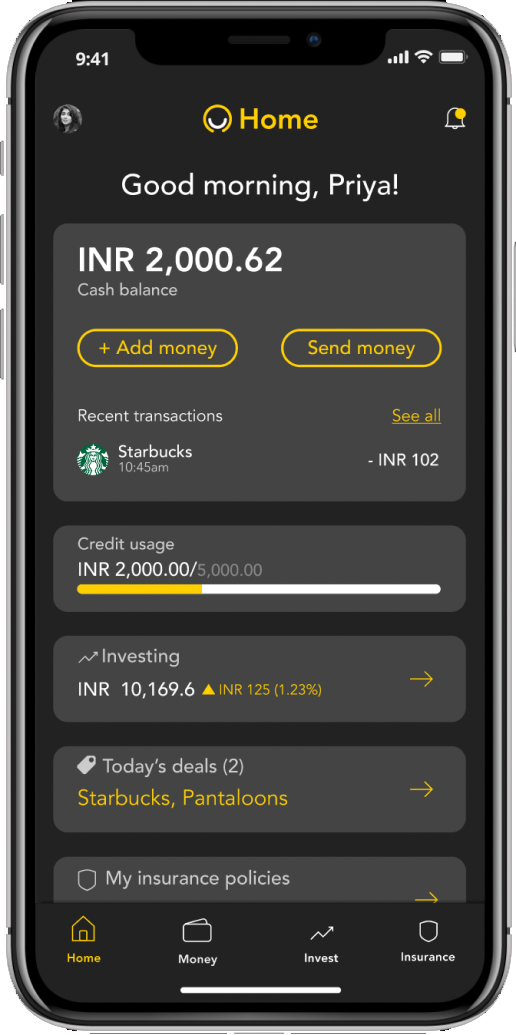 9:41
Home
Good morning, Priya!
INR 2,000.62
Cash balance
+ Add money
Send money
Recent transactions
See all
Starbucks
10:45am
- INR 102
Credit usage
INR 2,000.00/5,000.00
Investing
INR 10,169.6 ▲ INR 125 (1.23%)
Today's deals (2)
Starbucks, Pantaloons
My insurance policies
Home
Money
Invest
Insurance